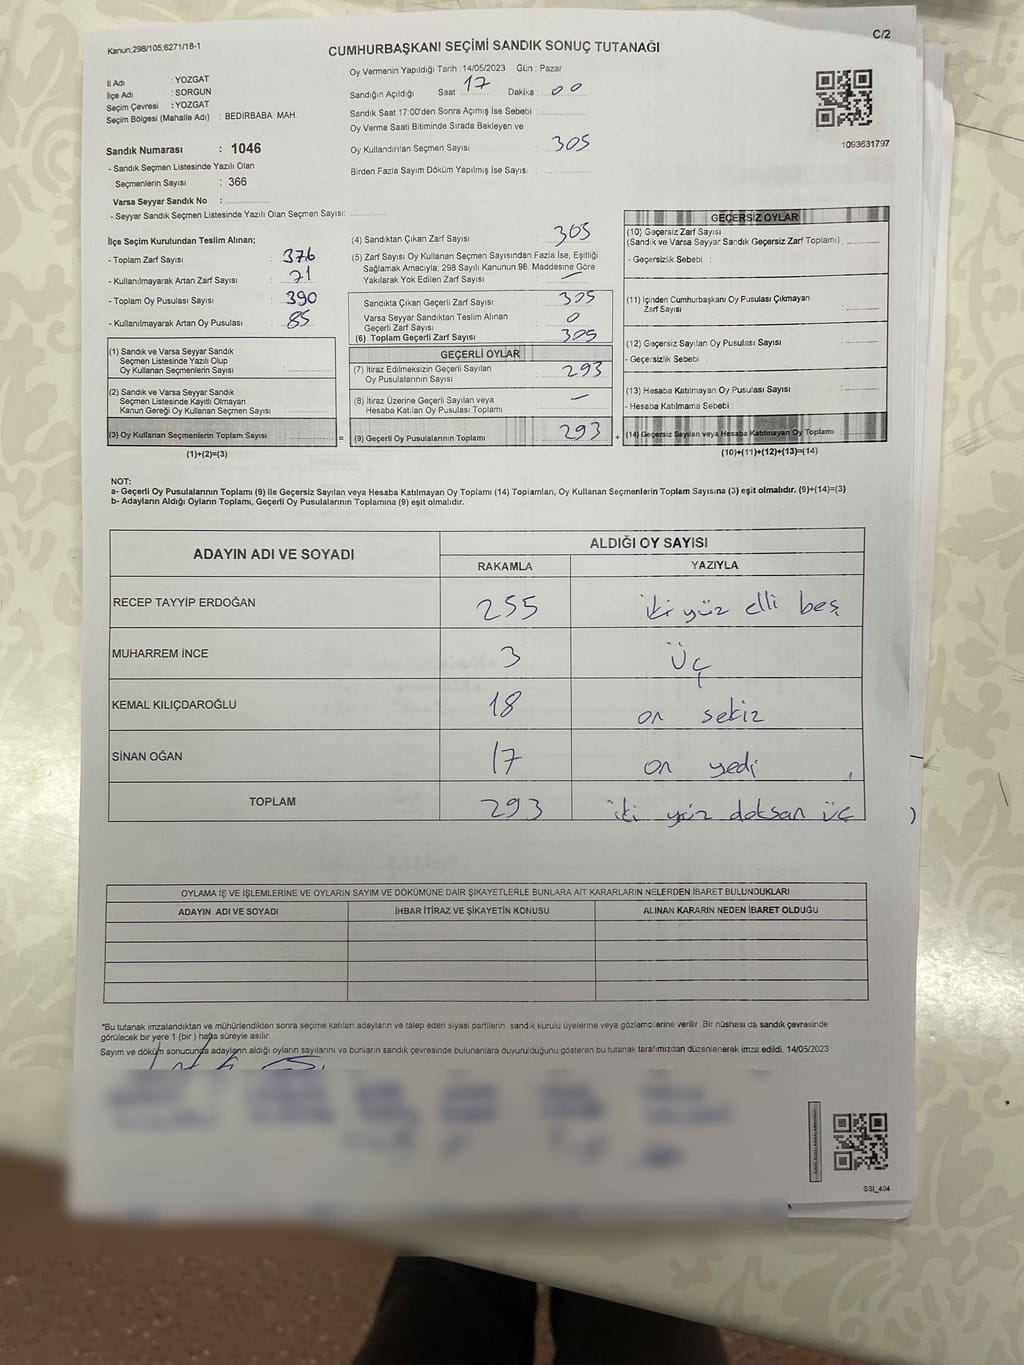 Kanun,298/105;6271/18-1
C/2
CUMHURBAŞKANI SEÇİMİ SANDIK SONUÇ TUTANAĞI
İl Adı : YOZGAT
İlçe Adı : SORGUN
Seçim Çevresi : YOZGAT
Seçim Bölgesi (Mahalle Adı) : BEDİRBABA MAH.
Oy Vermenin Yapıldığı Tarih : 14/05/2023 Gün : Pazar
Sandığın Açıldığı Saat : 17 Dakika : 00
Sandık Saat 17:00'den Sonra Açımış İse Sebebi :
Oy Verme Saati Bitiminde Sırada Bekleyen ve
Oy Kullandırılan Seçmen Sayısı : 305
Birden Fazla Sayım Döküm Yapılmış İse Sayısı :
1093631797
Sandık Numarası : 1046
- Sandık Seçmen Listesinde Yazılı Olan
Seçmenlerin Sayısı : 366
Varsa Seyyar Sandık No :
- Seyyar Sandık Seçmen Listesinde Yazılı Olan Seçmen Sayısı:
İlçe Seçim Kurulundan Teslim Alınan;
- Toplam Zarf Sayısı : 376
- Kullanılmayarak Artan Zarf Sayısı : 71
- Toplam Oy Pusulası Sayısı : 390
- Kullanılmayarak Artan Oy Pusulası : 85
(1) Sandık ve Varsa Seyyar Sandık
Seçmen Listesinde Yazılı Olup
Oy Kullanan Seçmenlerin Sayısı :
(2) Sandık ve Varsa Seyyar Sandık
Seçmen Listesinde Kayıtlı Olmayan
Kanun Gereği Oy Kullanan Seçmen Sayısı :
(3) Oy Kullanan Seçmenlerin Toplam Sayısı :
(1)+(2)=(3)
(4) Sandıktan Çıkan Zarf Sayısı : 305
(5) Zarf Sayısı Oy Kullanan Seçmen Sayısından Fazla İse, Eşitliği
Sağlamak Amacıyla, 298 Sayılı Kanunun 98. Maddesine Göre
Yakılarak Yok Edilen Zarf Sayısı : —
Sandıkta Çıkan Geçerli Zarf Sayısı : 305
Varsa Seyyar Sandıktan Teslim Alınan
Geçerli Zarf Sayısı : 0
(6) Toplam Geçerli Zarf Sayısı : 305
GEÇERLİ OYLAR
(7) İtiraz Edilmeksizin Geçerli Sayılan
Oy Pusulalarının Sayısı : 293
(8) İtiraz Üzerine Geçerli Sayılan veya
Hesaba Katılan Oy Pusulası Toplamı : —
= (9) Geçerli Oy Pusulalarının Toplamı : 293
GEÇERSİZ OYLAR
(10) Geçersiz Zarf Sayısı
(Sandık ve Varsa Seyyar Sandık Geçersiz Zarf Toplamı) :
- Geçersizlik Sebebi :
(11) İçinden Cumhurbaşkanı Oy Pusulası Çıkmayan
Zarf Sayısı :
(12) Geçersiz Sayılan Oy Pusulası Sayısı :
- Geçersizlik Sebebi :
(13) Hesaba Katılmayan Oy Pusulası Sayısı :
- Hesaba Katılmama Sebebi :
+ (14) Geçersiz Sayılan veya Hesaba Katılmayan Oy Toplamı :
(10)+(11)+(12)+(13)=(14)
NOT:
a- Geçerli Oy Pusulalarının Toplamı (9) ile Geçersiz Sayılan veya Hesaba Katılmayan Oy Toplamı (14) Toplamları, Oy Kullanan Seçmenlerin Toplam Sayısına (3) eşit olmalıdır. (9)+(14)=(3)
b- Adayların Aldığı Oyların Toplamı, Geçerli Oy Pusulalarının Toplamına (9) eşit olmalıdır.
ADAYIN ADI VE SOYADI
ALDIĞI OY SAYISI
RAKAMLA YAZIYLA
RECEP TAYYİP ERDOĞAN 255 iki yüz elli beş
MUHARREM İNCE 3 üç
KEMAL KILIÇDAROĞLU 18 on sekiz
SİNAN OĞAN 17 on yedi
TOPLAM 293 iki yüz doksan üç
OYLAMA İŞ VE İŞLEMLERİNE VE OYLARIN SAYIM VE DÖKÜMÜNE DAİR ŞİKAYETLERLE BUNLARA AİT KARARLARIN NELERDEN İBARET BULUNDUKLARI
ADAYIN ADI VE SOYADI İHBAR İTİRAZ VE ŞİKAYETİN KONUSU ALINAN KARARIN NEDEN İBARET OLDUĞU
*Bu tutanak imzalandıktan ve mühürlendikten sonra seçime katılan adayların ve talep eden siyasi partilerin sandık kurulu üyelerine veya gözlemcilerine verilir. Bir nüshası da sandık çevresinde
görülecek bir yere 1 (bir) hafta süreyle asılır.
Sayım ve döküm sonucunda adayların aldığı oyların sayılarını ve bunların sandık çevresinde bulunanlara duyurulduğunu gösteren bu tutanak tarafımızdan düzenlenerek imza edildi. 14/05/2023
SSI_404